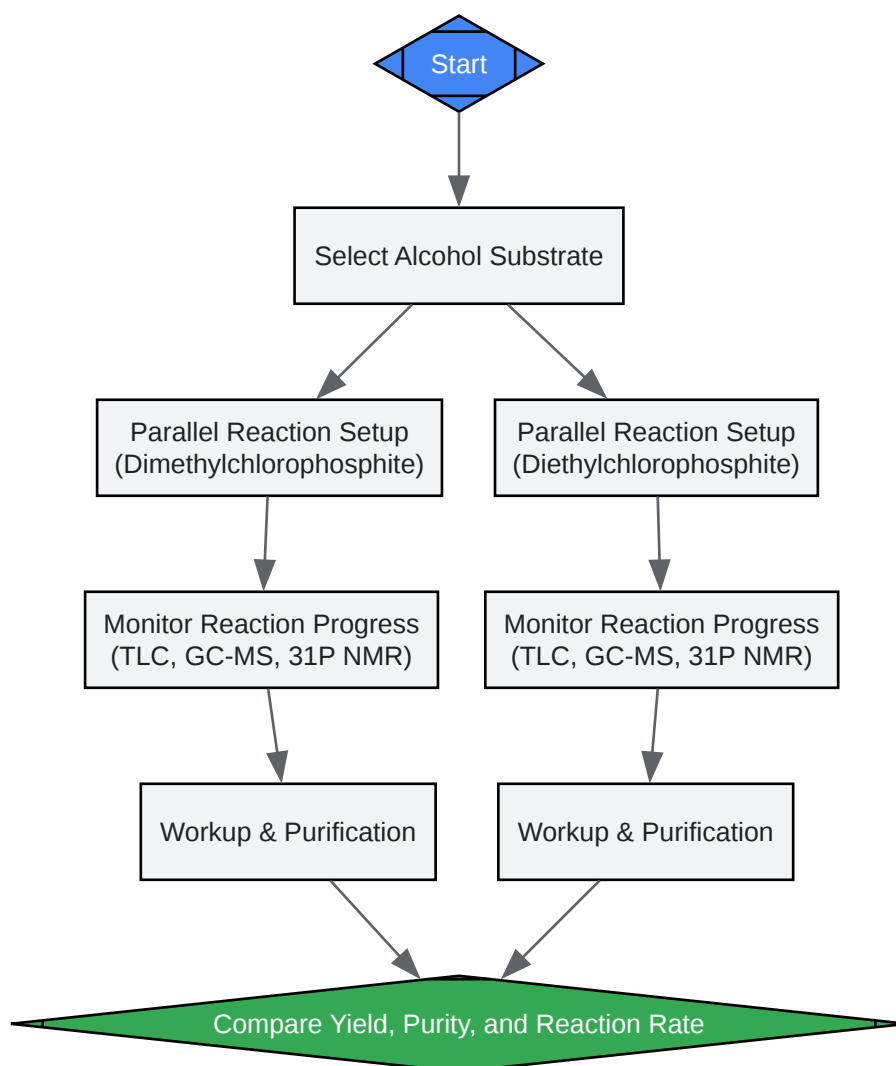 Start
Select Alcohol Substrate
Parallel Reaction Setup
(Dimethylchlorophosphite)
Parallel Reaction Setup
(Diethylchlorophosphite)
Monitor Reaction Progress
(TLC, GC-MS, 31P NMR)
Monitor Reaction Progress
(TLC, GC-MS, 31P NMR)
Workup & Purification
Workup & Purification
Compare Yield, Purity, and Reaction Rate